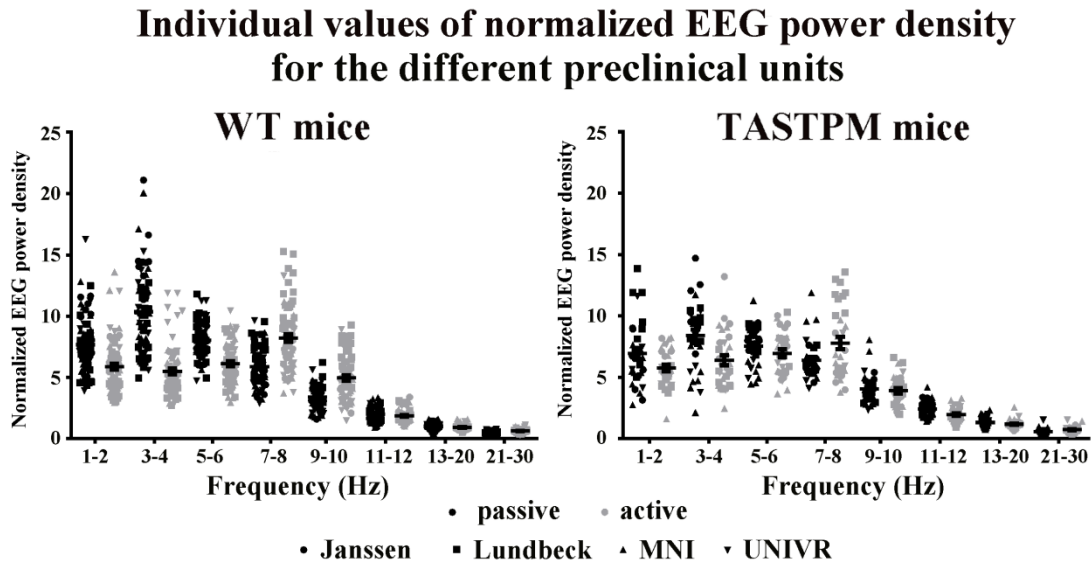 Individual values of normalized EEG power density
for the different preclinical units
WT mice
Normalized EEG power density
25
20
15
10
5
0
1-2 3-4 5-6 7-8 9-10 11-12 13-20 21-30
Frequency (Hz)
TASTPM mice
Normalized EEG power density
25
20
15
10
5
0
1-2 3-4 5-6 7-8 9-10 11-12 13-20 21-30
Frequency (Hz)
passive active
Janssen Lundbeck MNI UNIVR